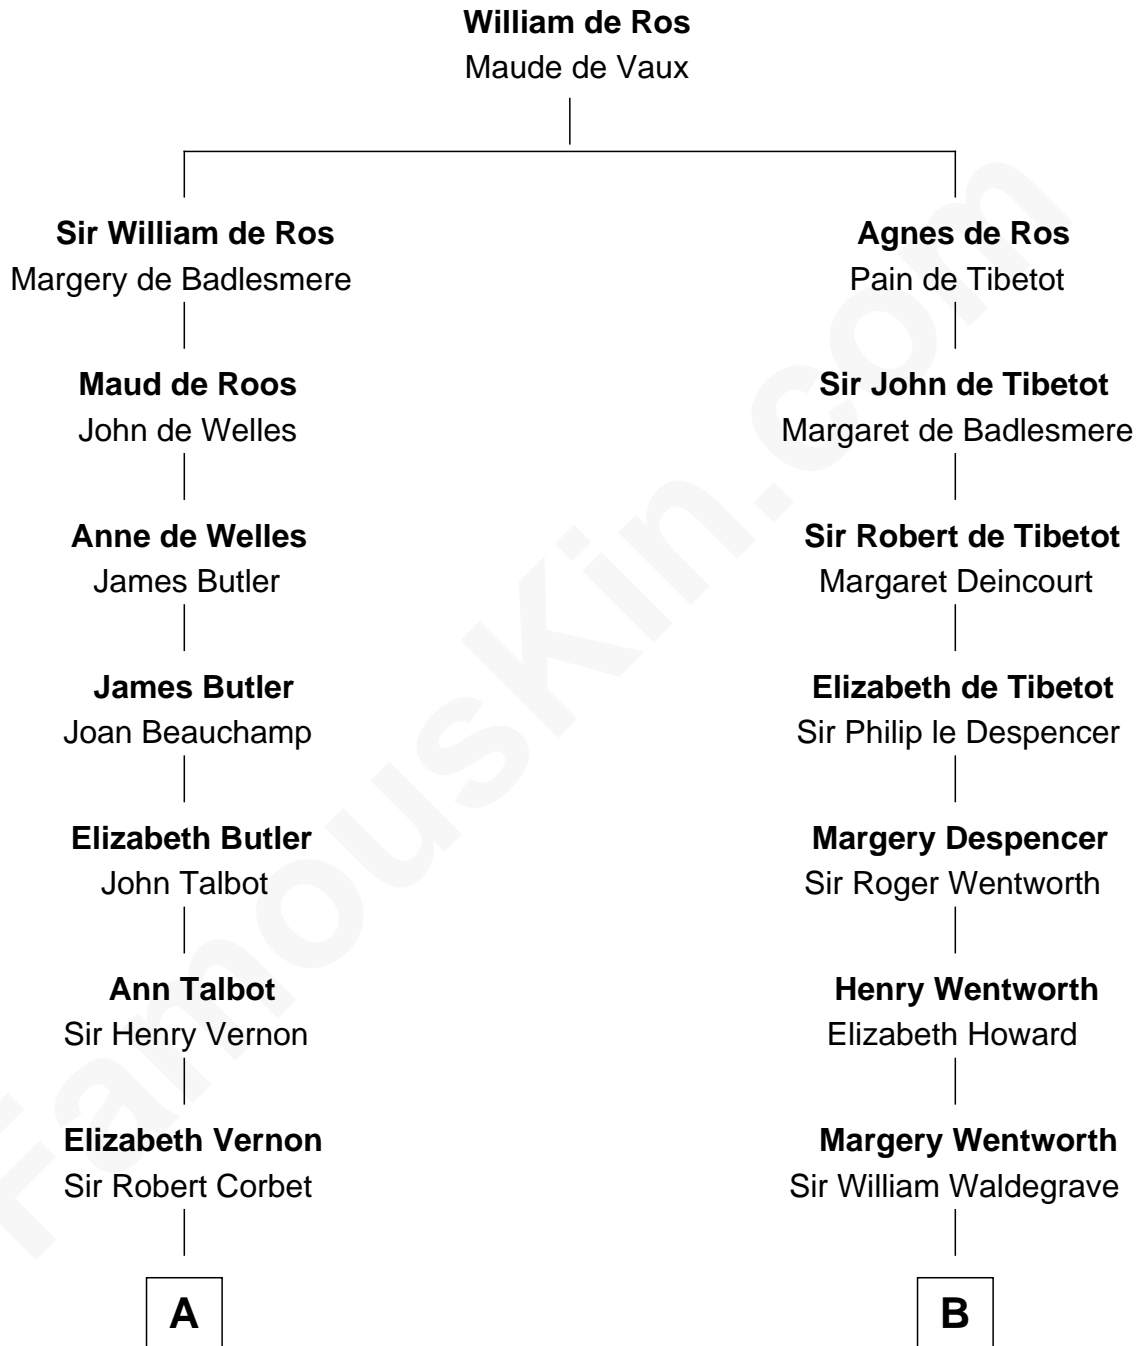 William de Ros
Maude de Vaux
Sir William de Ros
Margery de Badlesmere
Maud de Roos
John de Welles
Anne de Welles
James Butler
James Butler
Joan Beauchamp
Elizabeth Butler
John Talbot
Ann Talbot
Sir Henry Vernon
Elizabeth Vernon
Sir Robert Corbet
A
Agnes de Ros
Pain de Tibetot
Sir John de Tibetot
Margaret de Badlesmere
Sir Robert de Tibetot
Margaret Deincourt
Elizabeth de Tibetot
Sir Philip le Despencer
Margery Despencer
Sir Roger Wentworth
Henry Wentworth
Elizabeth Howard
Margery Wentworth
Sir William Waldegrave
B
FamousKin.com